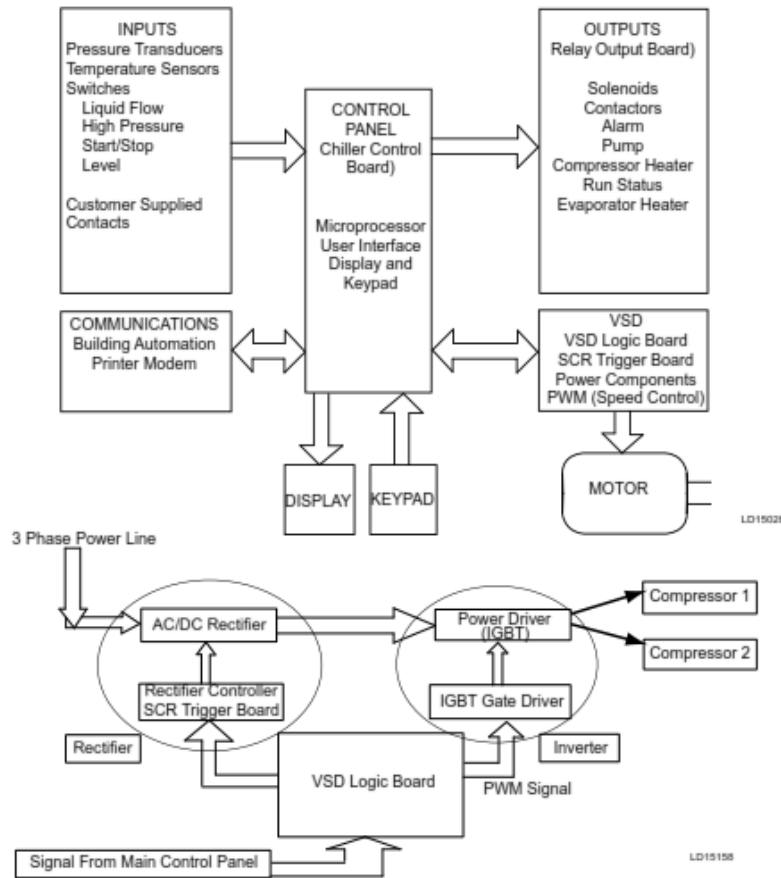 INPUTS
Pressure Transducers
Temperature Sensors
Switches
Liquid Flow
High Pressure
Start/Stop
Level
Customer Supplied
Contacts
CONTROL
PANEL
Chiller Control
Board)
Microprocessor
User Interface
Display and
Keypad
OUTPUTS
Relay Output Board)
Solenoids
Contactors
Alarm
Pump
Compressor Heater
Run Status
Evaporator Heater
COMMUNICATIONS
Building Automation
Printer Modem
VSD
VSD Logic Board
SCR Trigger Board
Power Components
PWM (Speed Control)
DISPLAY
KEYPAD
MOTOR
LD15028
3 Phase Power Line
AC/DC Rectifier
Power Driver
(IGBT)
Compressor 1
Compressor 2
Rectifier Controller
SCR Trigger Board
IGBT Gate Driver
Rectifier
Inverter
VSD Logic Board
PWM Signal
Signal From Main Control Panel
LD15158